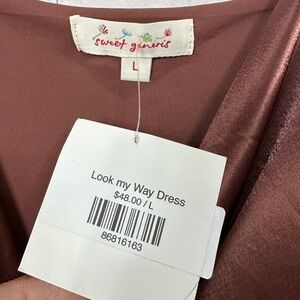 sweet generis
L
Look my Way Dress
$48.00 / L
86816163